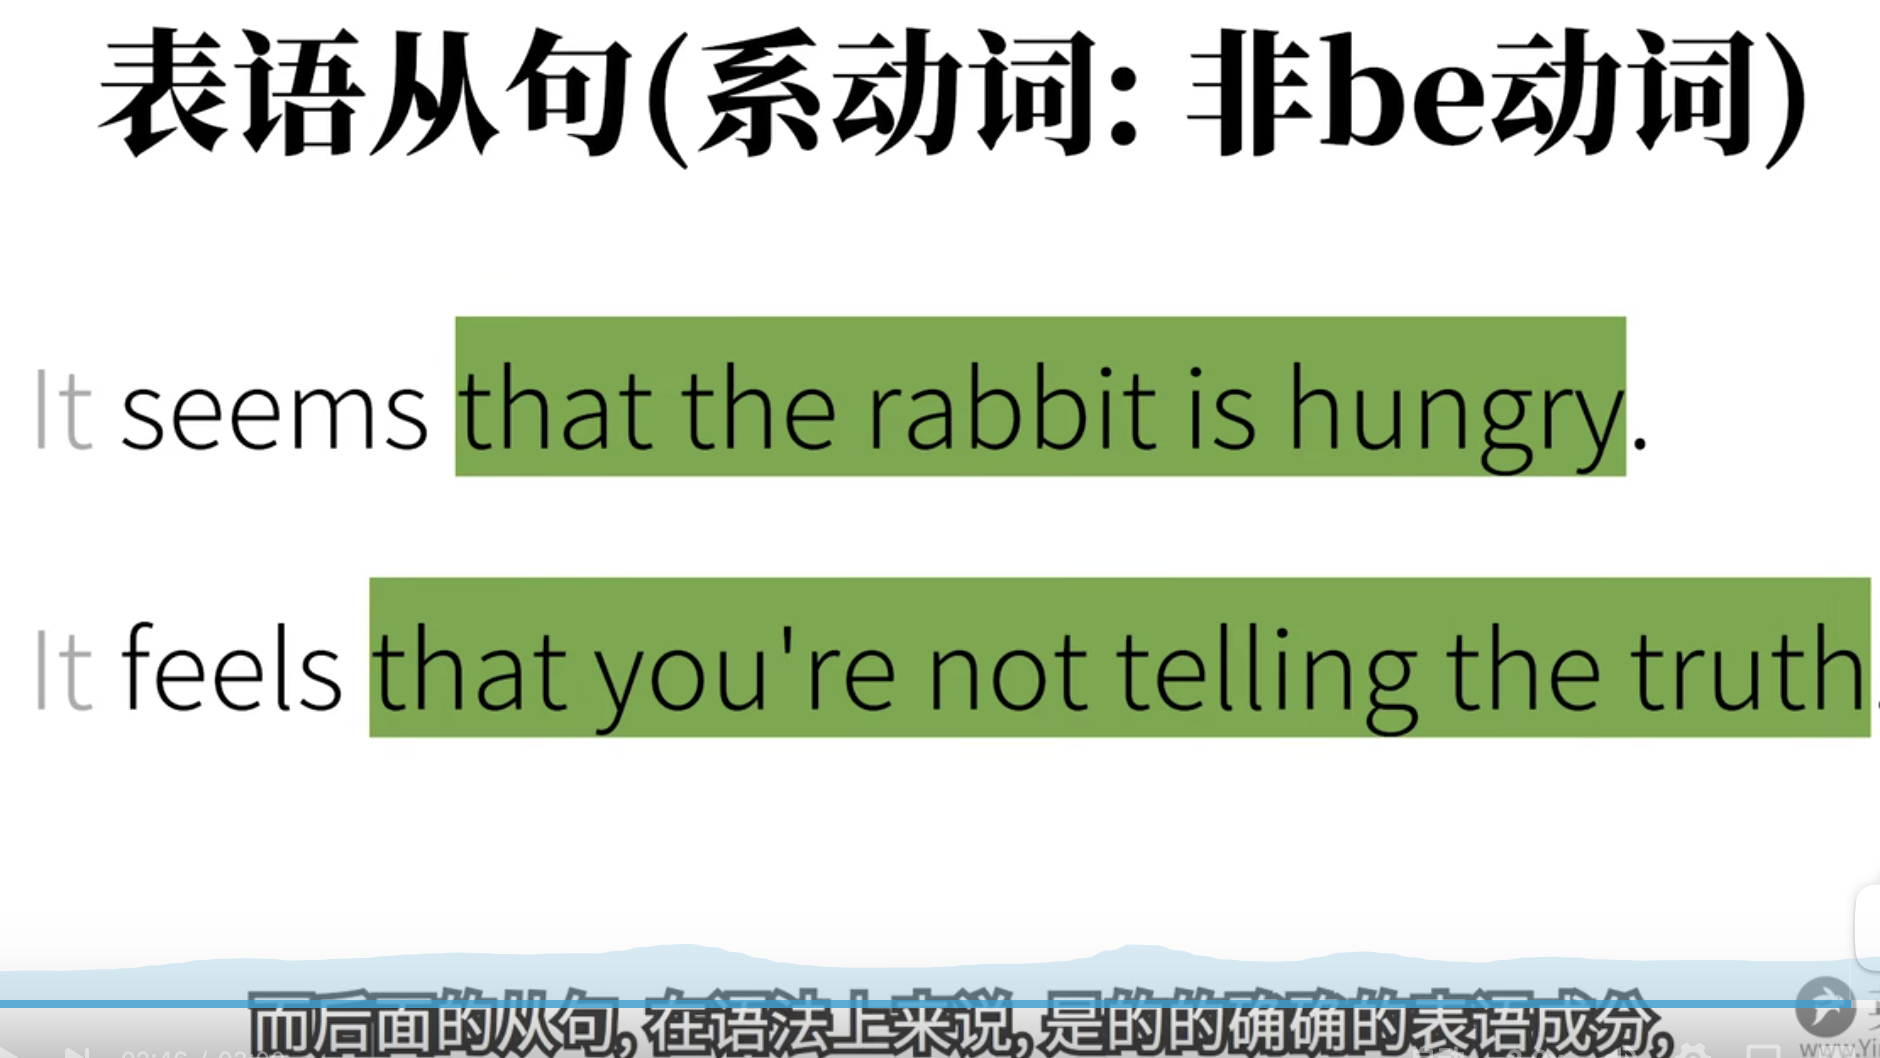 表语从句(系动词: 非be动词)
It seems that the rabbit is hungry.
It feels that you're not telling the truth.
而后面的从句, 在语法上来说, 是的的确确的表语成分,